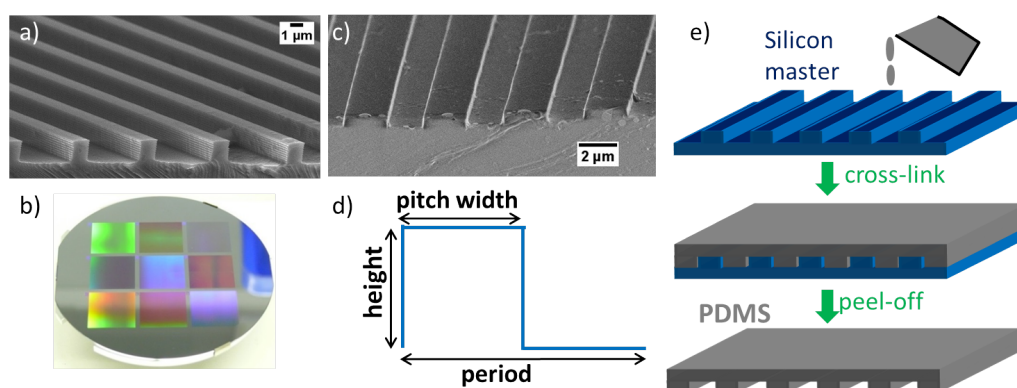 a)
1 µm
b)
c)
2 µm
d)
pitch width
height
period
e)
Silicon
master
cross-link
peel-off
PDMS